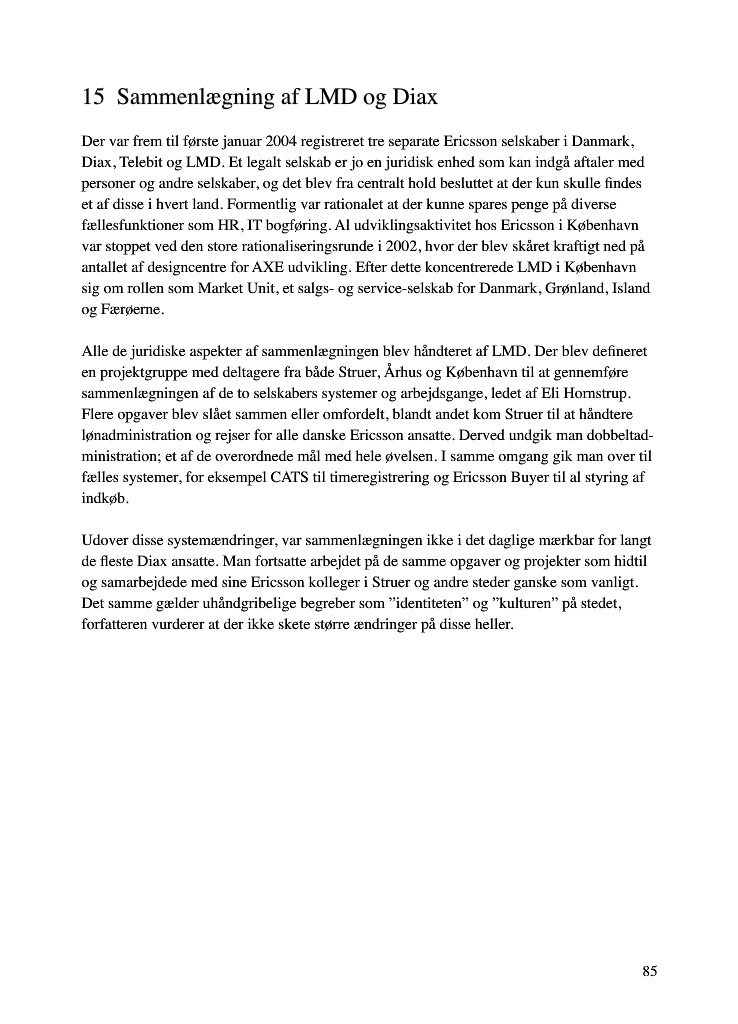 15 Sammenlægning af LMD og Diax
Der var frem til første januar 2004 registreret tre separate Ericsson selskaber i Danmark,
Diax, Telebit og LMD. Et legalt selskab er jo en juridisk enhed som kan indgå aftaler med
personer og andre selskaber, og det blev fra centralt hold besluttet at der kun skulle findes
et af disse i hvert land. Formentlig var rationalet at der kunne spares penge på diverse
fællesfunktioner som HR, IT bogføring. Al udviklingsaktivitet hos Ericsson i København
var stoppet ved den store rationaliseringsrunde i 2002, hvor der blev skåret kraftigt ned på
antallet af designcentre for AXE udvikling. Efter dette koncentrerede LMD i København
sig om rollen som Market Unit, et salgs- og service-selskab for Danmark, Grønland, Island
og Færøerne.
Alle de juridiske aspekter af sammenlægningen blev håndteret af LMD. Der blev defineret
en projektgruppe med deltagere fra både Struer, Århus og København til at gennemføre
sammenlægningen af de to selskabers systemer og arbejdsgange, ledet af Eli Hornstrup.
Flere opgaver blev slået sammen eller omfordelt, blandt andet kom Struer til at håndtere
lønadministration og rejser for alle danske Ericsson ansatte. Derved undgik man dobbeltad-
ministration; et af de overordnede mål med hele øvelsen. I samme omgang gik man over til
fælles systemer, for eksempel CATS til timeregistrering og Ericsson Buyer til al styring af
indkøb.
Udover disse systemændringer, var sammenlægningen ikke i det daglige mærkbar for langt
de fleste Diax ansatte. Man fortsatte arbejdet på de samme opgaver og projekter som hidtil
og samarbejdede med sine Ericsson kolleger i Struer og andre steder ganske som vanligt.
Det samme gælder uhåndgribelige begreber som ”identiteten” og ”kulturen” på stedet,
forfatteren vurderer at der ikke skete større ændringer på disse heller.
85